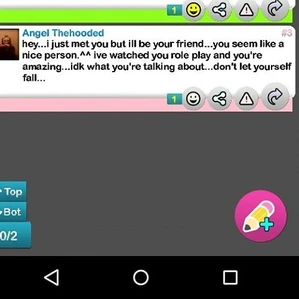 1
Angel Thehooded
#3
hey...i just met you but ill be your friend...you seem like a
nice person.^^ ive watched you role play and you're
amazing...idk what you're talking about...don't let yourself
fall...
1
Top
Bot
0/2